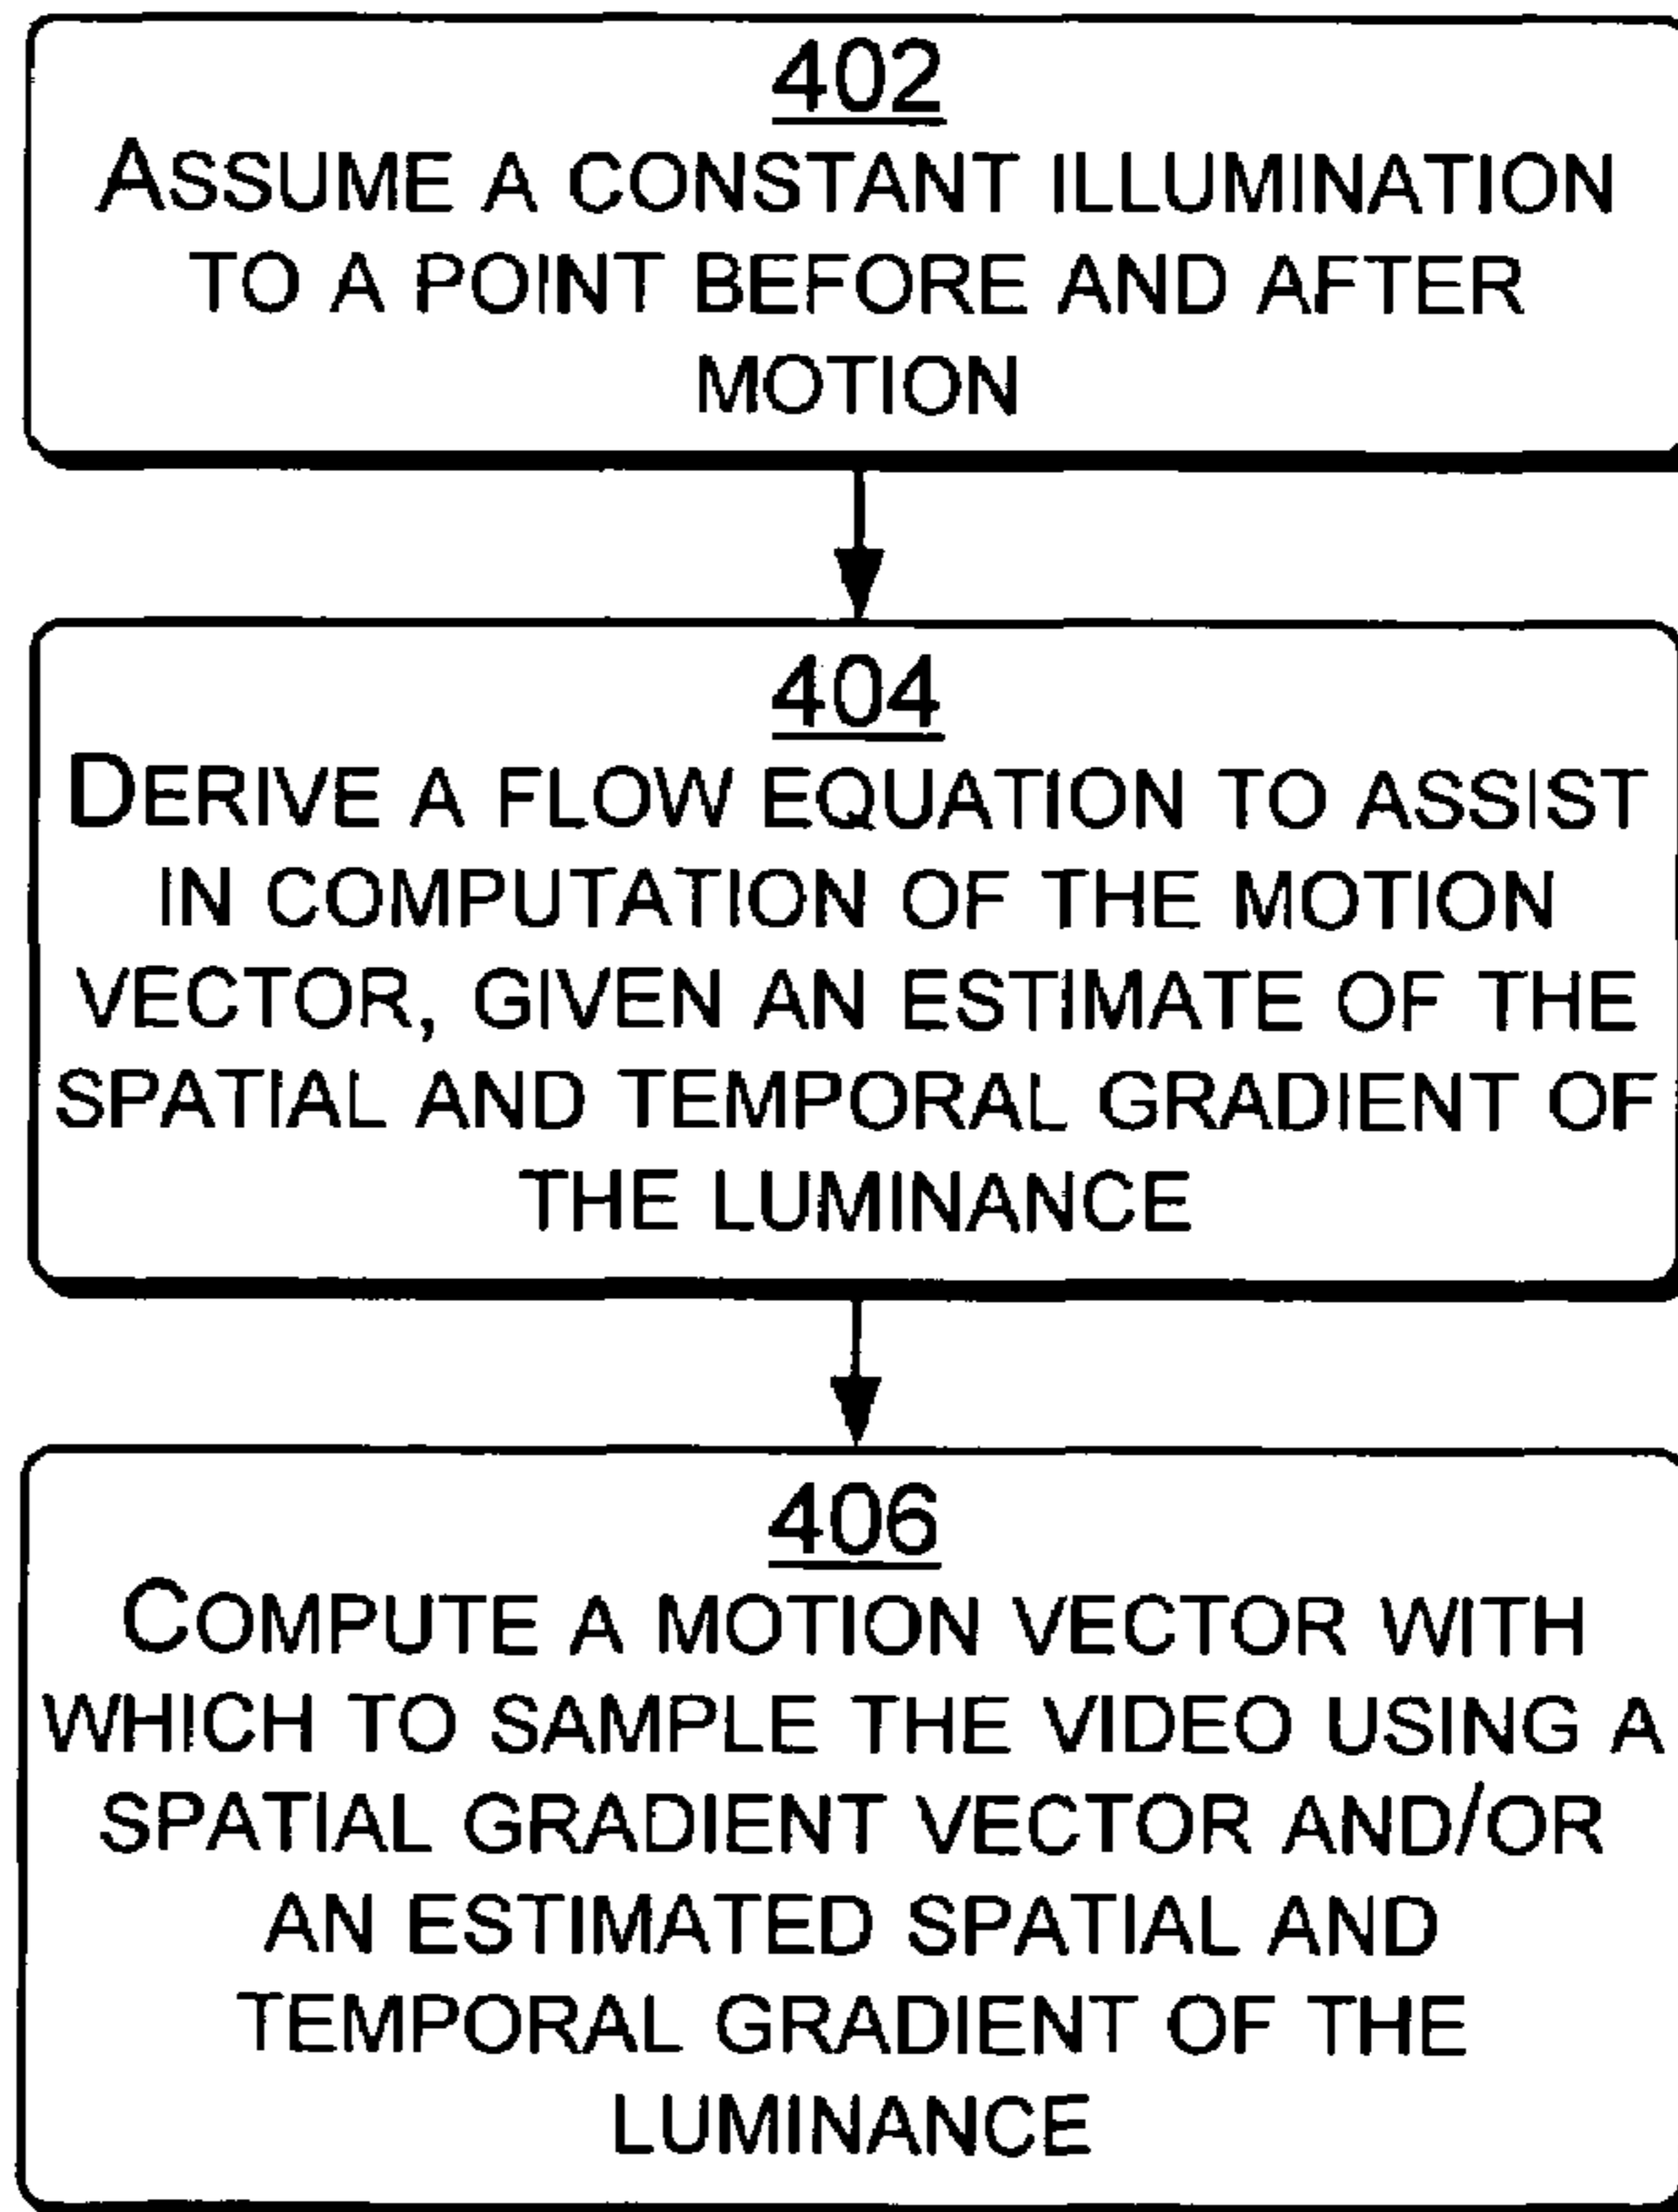 402
ASSUME A CONSTANT ILLUMINATION
TO A POINT BEFORE AND AFTER
MOTION
404
DERIVE A FLOW EQUATION TO ASSIST
IN COMPUTATION OF THE MOTION
VECTOR, GIVEN AN ESTIMATE OF THE
SPATIAL AND TEMPORAL GRADIENT OF
THE LUMINANCE
406
COMPUTE A MOTION VECTOR WITH
WHICH TO SAMPLE THE VIDEO USING A
SPATIAL GRADIENT VECTOR AND/OR
AN ESTIMATED SPATIAL AND
TEMPORAL GRADIENT OF THE
LUMINANCE